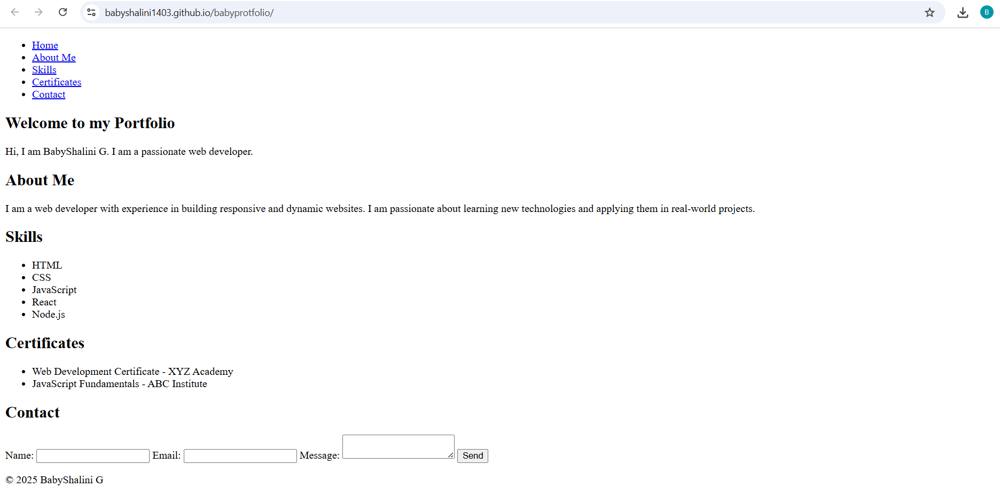 babyshalini1403.github.io/babyprotfolio/
B
Home
About Me
Skills
Certificates
Contact
Welcome to my Portfolio
Hi, I am BabyShalini G. I am a passionate web developer.
About Me
I am a web developer with experience in building responsive and dynamic websites. I am passionate about learning new technologies and applying them in real-world projects.
Skills
HTML
CSS
JavaScript
React
Node.js
Certificates
Web Development Certificate - XYZ Academy
JavaScript Fundamentals - ABC Institute
Contact
Name: Email: Message: Send
© 2025 BabyShalini G